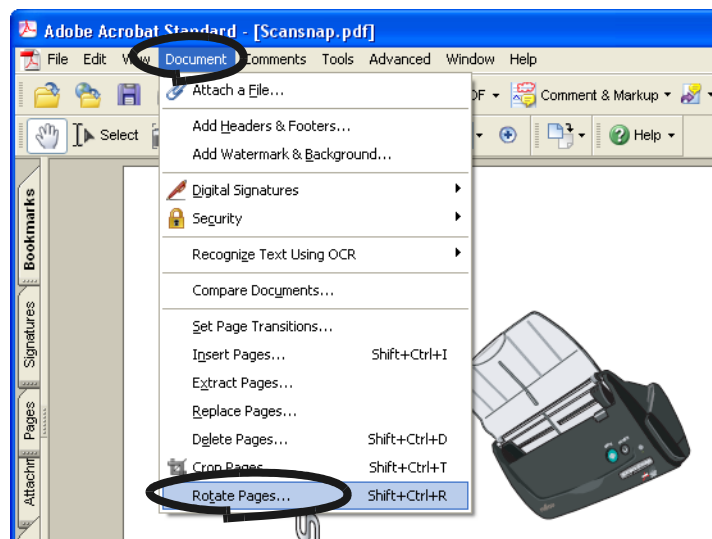 Adobe Acrobat Standard - [Scansnap.pdf]
File Edit View Document Comments Tools Advanced Window Help
Attach a File...
Comment & Markup
Select
Help
Add Headers & Footers...
Add Watermark & Background...
Digital Signatures
Security
Recognize Text Using OCR
Compare Documents...
Set Page Transitions...
Insert Pages... Shift+Ctrl+I
Extract Pages...
Replace Pages...
Delete Pages... Shift+Ctrl+D
Crop Pages... Shift+Ctrl+T
Rotate Pages... Shift+Ctrl+R
Bookmarks
Signatures
Pages
Attachm